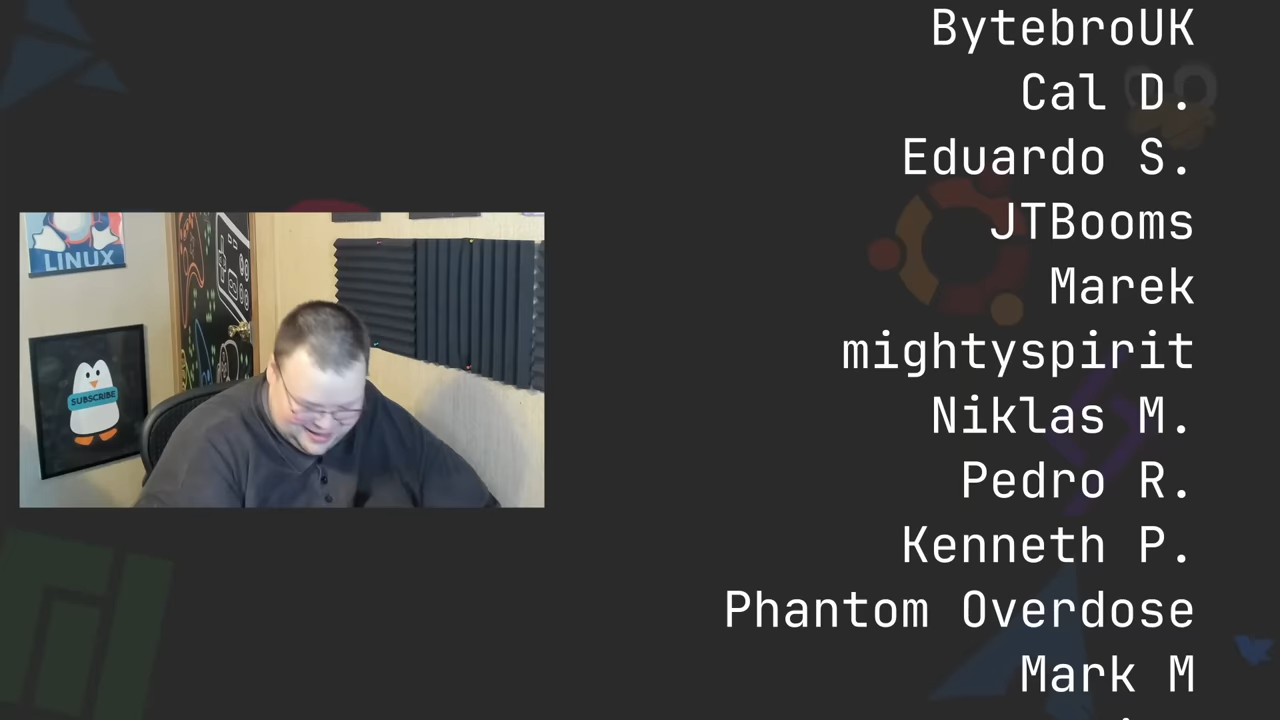 BytebroUK
Cal D.
Eduardo S.
JTBooms
Marek
mightyspirit
Niklas M.
Pedro R.
Kenneth P.
Phantom Overdose
Mark M
LINUX
SUBSCRIBE